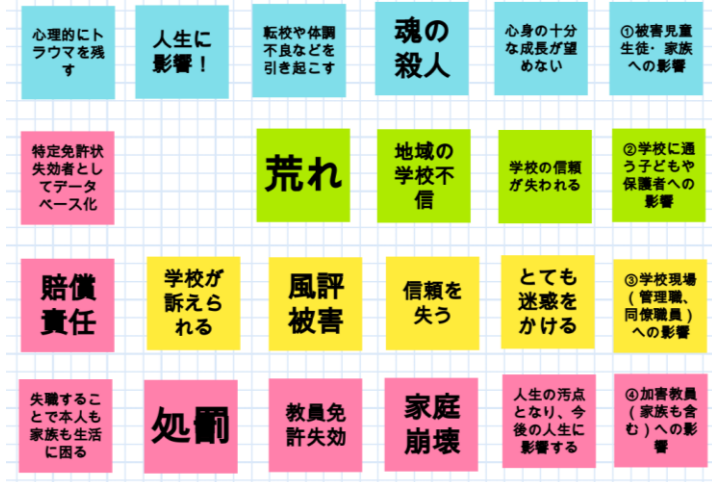 心理的にト
ラウマを残
す
人生に
影響！
転校や体調
不良などを
引き起こす
魂の
殺人
心身の十分
な成長が望
めない
①被害児童
生徒・家族
への影響
特定免許状
失効者とし
てデータ
ベース化
荒れ
地域の
学校不
信
学校の信頼
が失われる
②学校に通
う子どもや
保護者への
影響
賠償
責任
学校が
訴えら
れる
風評
被害
信頼を
失う
とても
迷惑を
かける
③学校現場
（管理職、
同僚職員）
への影響
失職するこ
とで本人も
家族も生活
に困る
処罰
教員免
許失効
家庭
崩壊
人生の汚点
となり、今
後の人生に
影響する
④加害教員
（家族も含
む）への影
響